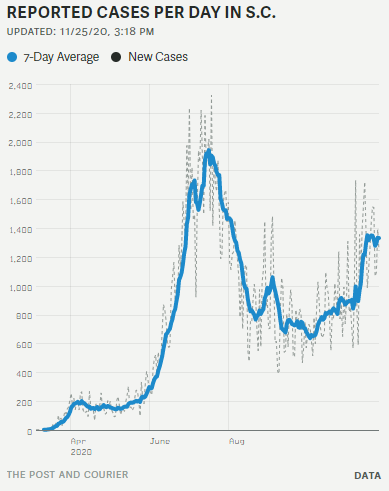 REPORTED CASES PER DAY IN S.C.
UPDATED: 11/25/20, 3:18 PM
7-Day Average New Cases
2,400
2,200
2,000
1,800
1,600
1,400
1,200
1,000
800
600
400
200
0
Apr June Aug
2020
THE POST AND COURIER DATA